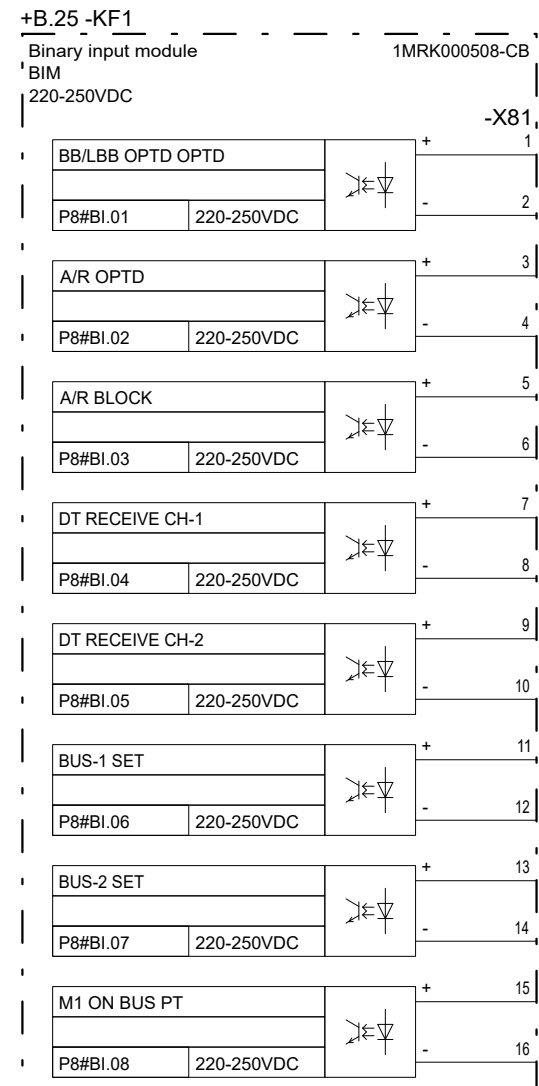 +B.25 -KF1
Binary input module 1MRK000508-CB
BIM
220-250VDC
-X81
+ 1
BB/LBB OPTD OPTD
- 2
P8#BI.01 220-250VDC
+ 3
A/R OPTD
- 4
P8#BI.02 220-250VDC
+ 5
A/R BLOCK
- 6
P8#BI.03 220-250VDC
+ 7
DT RECEIVE CH-1
- 8
P8#BI.04 220-250VDC
+ 9
DT RECEIVE CH-2
- 10
P8#BI.05 220-250VDC
+ 11
BUS-1 SET
- 12
P8#BI.06 220-250VDC
+ 13
BUS-2 SET
- 14
P8#BI.07 220-250VDC
+ 15
M1 ON BUS PT
- 16
P8#BI.08 220-250VDC